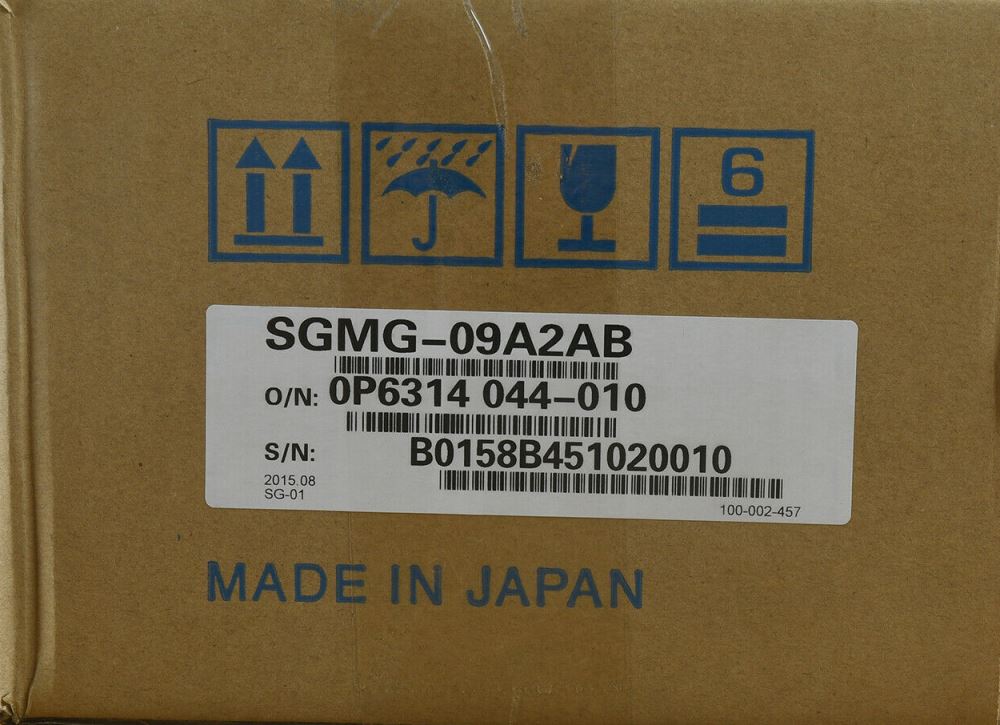 6
SGMG-09A2AB
O/N: 0P6314 044-010
S/N: B0158B451020010
2015.08
SG-01
100-002-457
MADE IN JAPAN